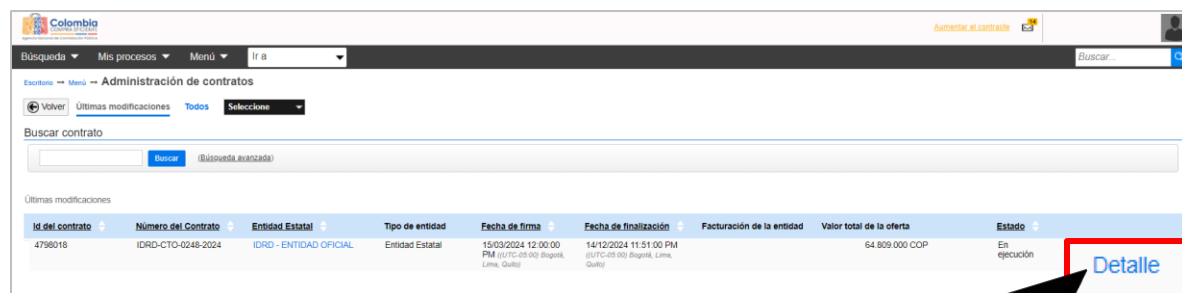 Colombia
COMPRA EFICIENTE
Agencia Nacional de Contratación Pública
Aumentar el contraste
14
Búsqueda Mis procesos Menú Ir a Buscar...
Escritorio → Menú → Administración de contratos
Volver Últimas modificaciones Todos Seleccione
Buscar contrato
Buscar (Búsqueda avanzada)
Últimas modificaciones
Id del contrato Número del Contrato Entidad Estatal Tipo de entidad Fecha de firma Fecha de finalización Facturación de la entidad Valor total de la oferta Estado
4798018 IDRD-CTO-0248-2024 IDRD - ENTIDAD OFICIAL Entidad Estatal 15/03/2024 12:00:00 14/12/2024 11:51:00 PM 64.809.000 COP En
PM ((UTC-05:00) Bogotá, ((UTC-05:00) Bogotá, Lima, ejecución
Lima, Quito) Quito)
Detalle